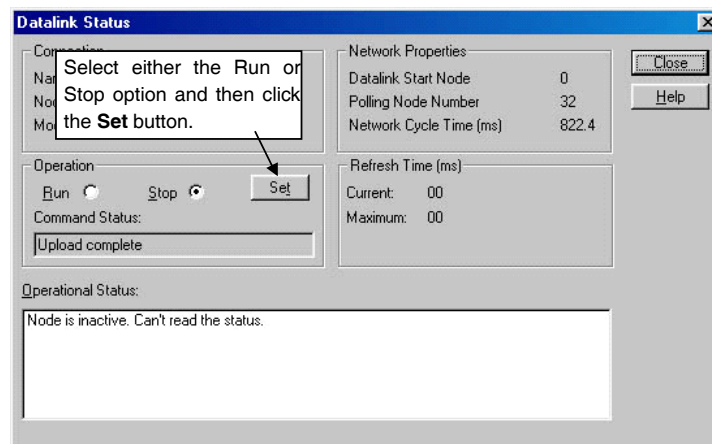 Datalink Status
Select either the Run or
Stop option and then click
the Set button.
Network Properties
Datalink Start Node 0
Polling Node Number 32
Network Cycle Time (ms) 822.4
Close
Help
Operation
Run Stop Set
Command Status:
Upload complete
Refresh Time (ms)
Current: 00
Maximum: 00
Operational Status:
Node is inactive. Can't read the status.